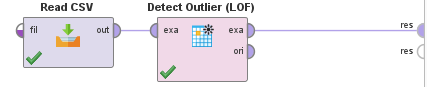 Read CSV
Detect Outlier (LOF)
fil
out
exa
exa
res
ori
res